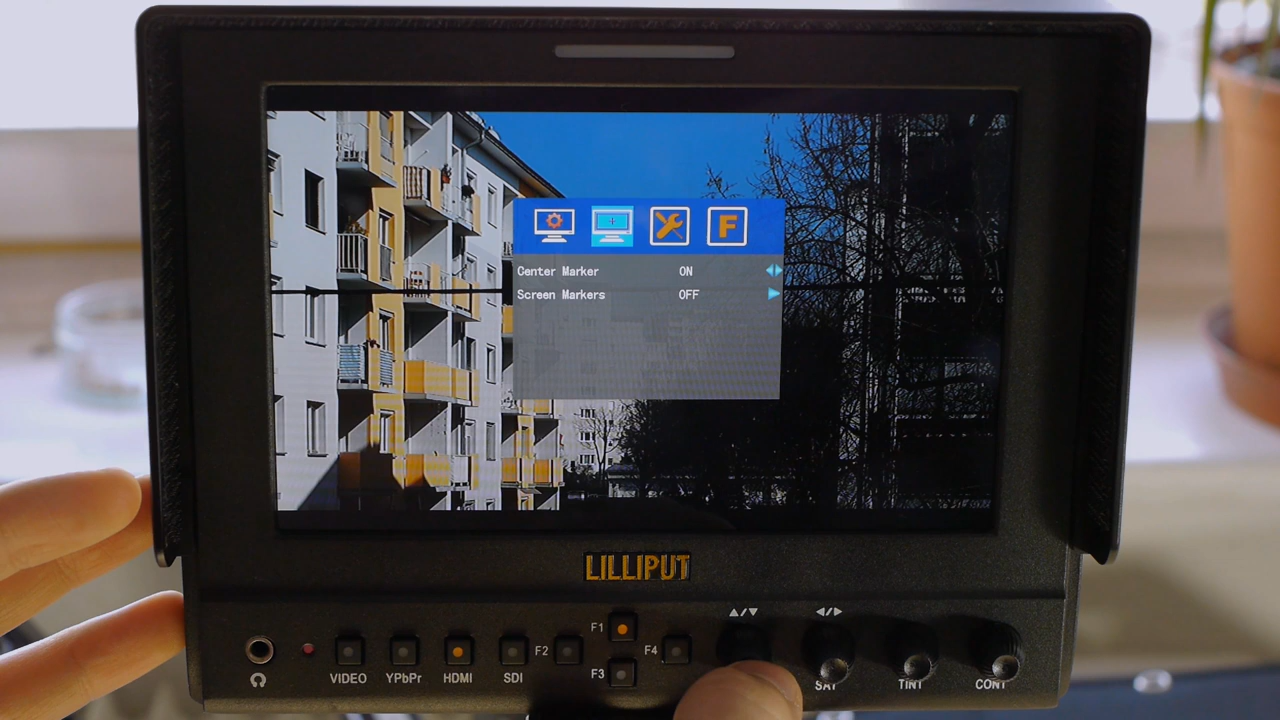 F
Center Marker ON
Screen Markers OFF
LILLIPUT
▲/▼ ◀/▶
F1
F2 F4
F3
VIDEO YPbPr HDMI SDI SAT TINT CONT